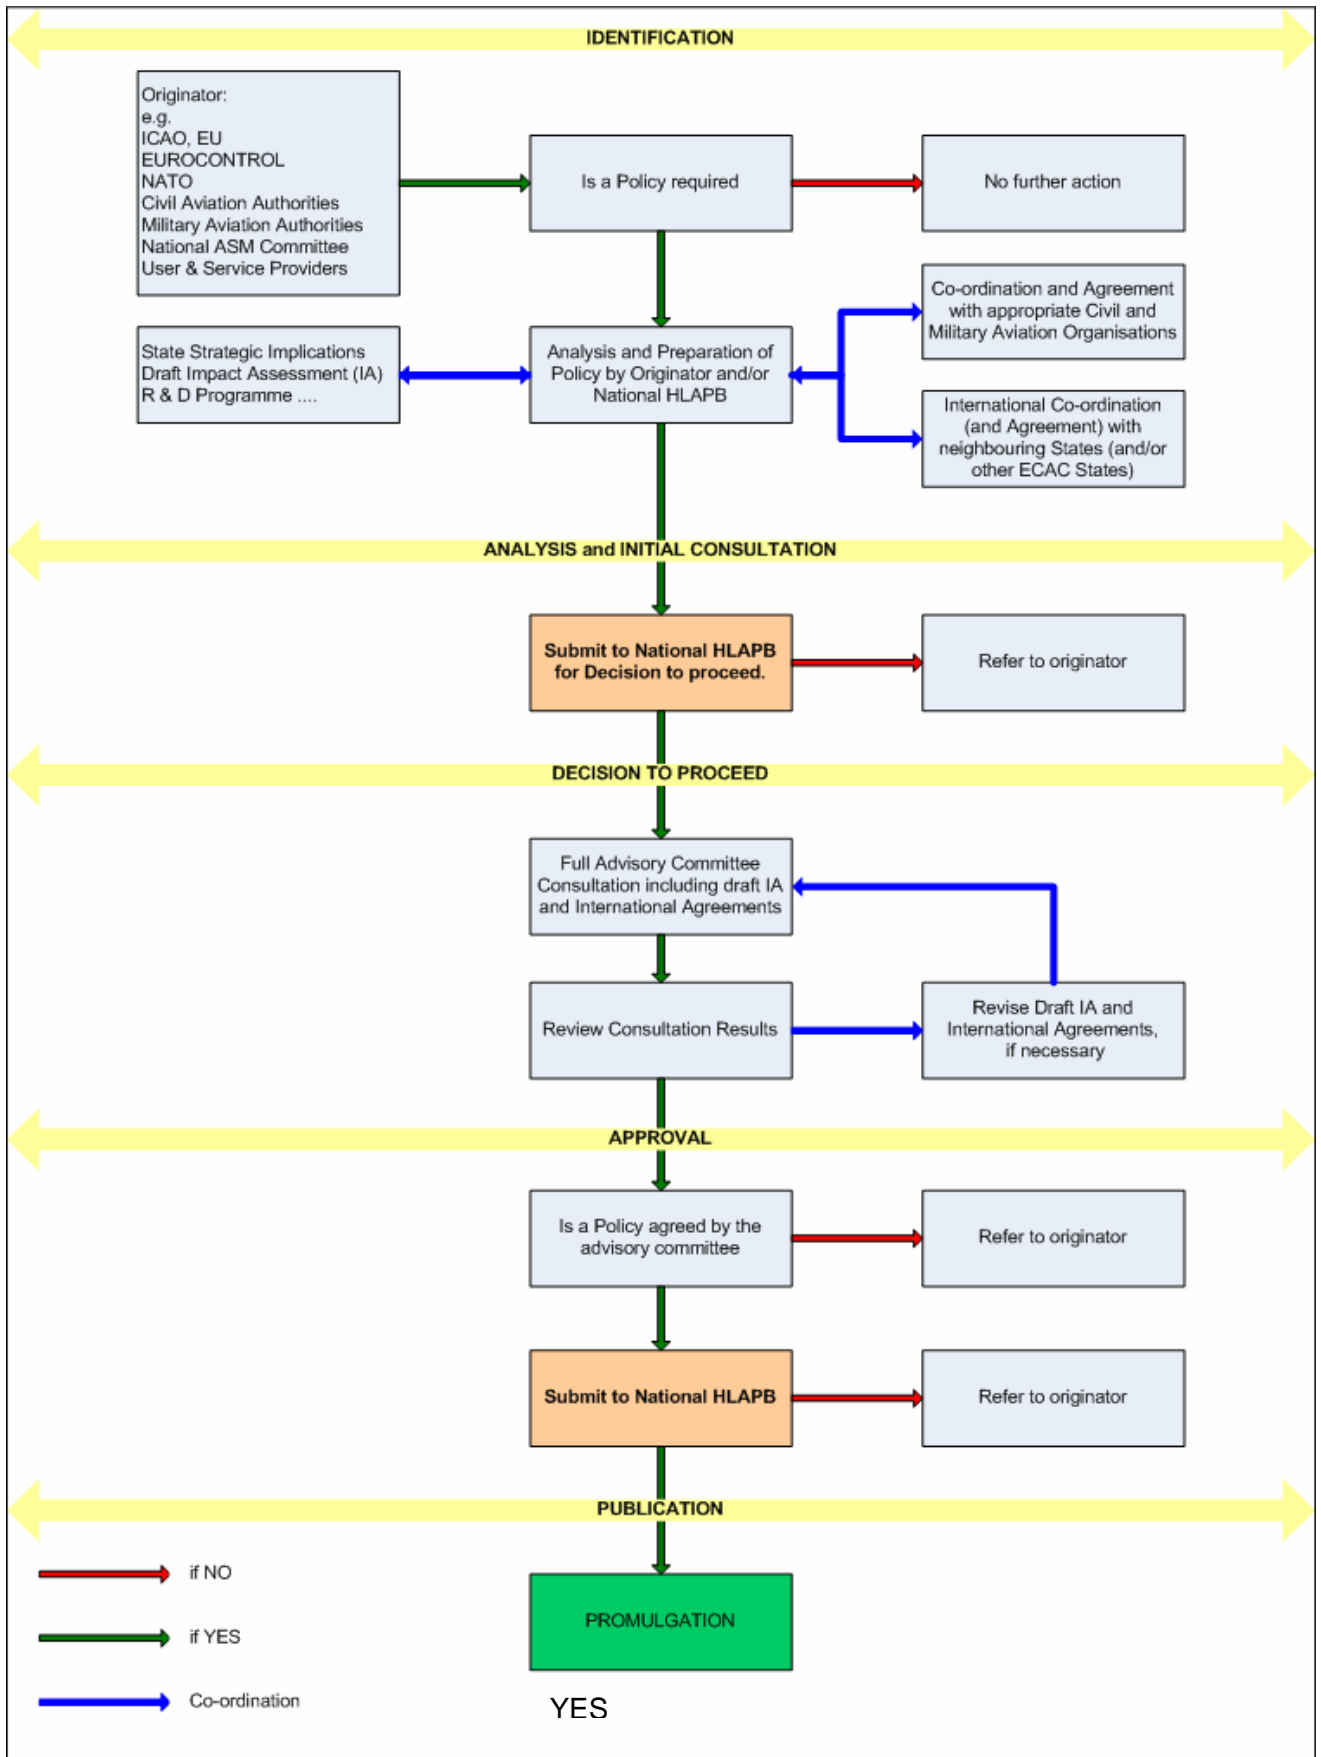 IDENTIFICATION
Originator:
e.g.
ICAO, EU
EUROCONTROL
NATO
Civil Aviation Authorities
Military Aviation Authorities
National ASM Committee
User & Service Providers
Is a Policy required
No further action
State Strategic Implications
Draft Impact Assessment (IA)
R & D Programme ....
Analysis and Preparation of
Policy by Originator and/or
National HLAPB
Co-ordination and Agreement
with appropriate Civil and
Military Aviation Organisations
International Co-ordination
(and Agreement) with
neighbouring States (and/or
other ECAC States)
ANALYSIS and INITIAL CONSULTATION
Submit to National HLAPB
for Decision to proceed.
Refer to originator
DECISION TO PROCEED
Full Advisory Committee
Consultation including draft IA
and International Agreements
Review Consultation Results
Revise Draft IA and
International Agreements,
if necessary
APPROVAL
Is a Policy agreed by the
advisory committee
Refer to originator
Submit to National HLAPB
Refer to originator
PUBLICATION
if NO
if YES
Co-ordination
PROMULGATION
YES